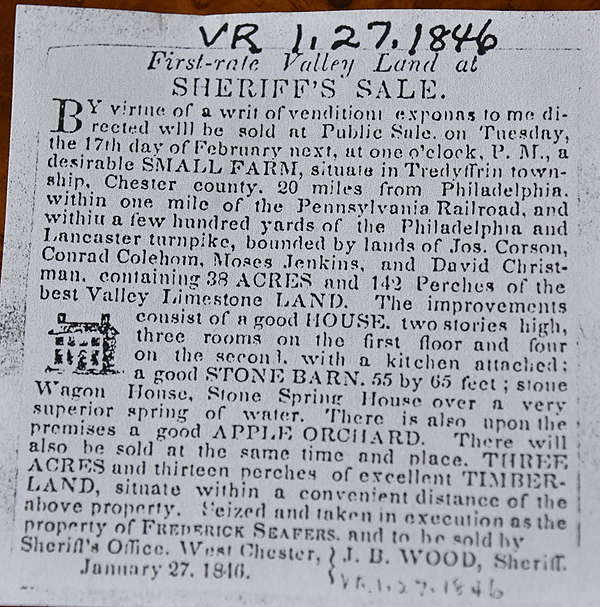 VR 1.27.1846
First-rate Valley Land at
SHERIFF'S SALE.
BY virtue of a writ of venditioni exponas to me di-
rected will be sold at Public Sale, on Tuesday,
the 17th day of February next, at one o'clock, P. M., a
desirable SMALL FARM, situate in Tredyffrin town-
ship, Chester county, 20 miles from Philadelphia,
within one mile of the Pennsylvania Railroad, and
within a few hundred yards of the Philadelphia and
Lancaster turnpike, bounded by lands of Jos. Corson,
Conrad Colehom, Moses Jenkins, and David Christ-
man, containing 38 ACRES and 142 Perches of the
best Valley Limestone LAND. The improvements
consist of a good HOUSE, two stories high,
three rooms on the first floor and four
on the second, with a kitchen attached;
a good STONE BARN, 55 by 65 feet; stone
Wagon House, Stone Spring House over a very
superior spring of water. There is also upon the
premises a good APPLE ORCHARD. There will
also be sold at the same time and place, THREE
ACRES and thirteen perches of excellent TIMBER-
LAND, situate within a convenient distance of the
above property. Seized and taken in execution as the
property of FREDERICK SEAFERS, and to be sold by
Sheriff's Office, West Chester, } J. B. WOOD, Sheriff.
January 27, 1846.
VR.1.27.1846